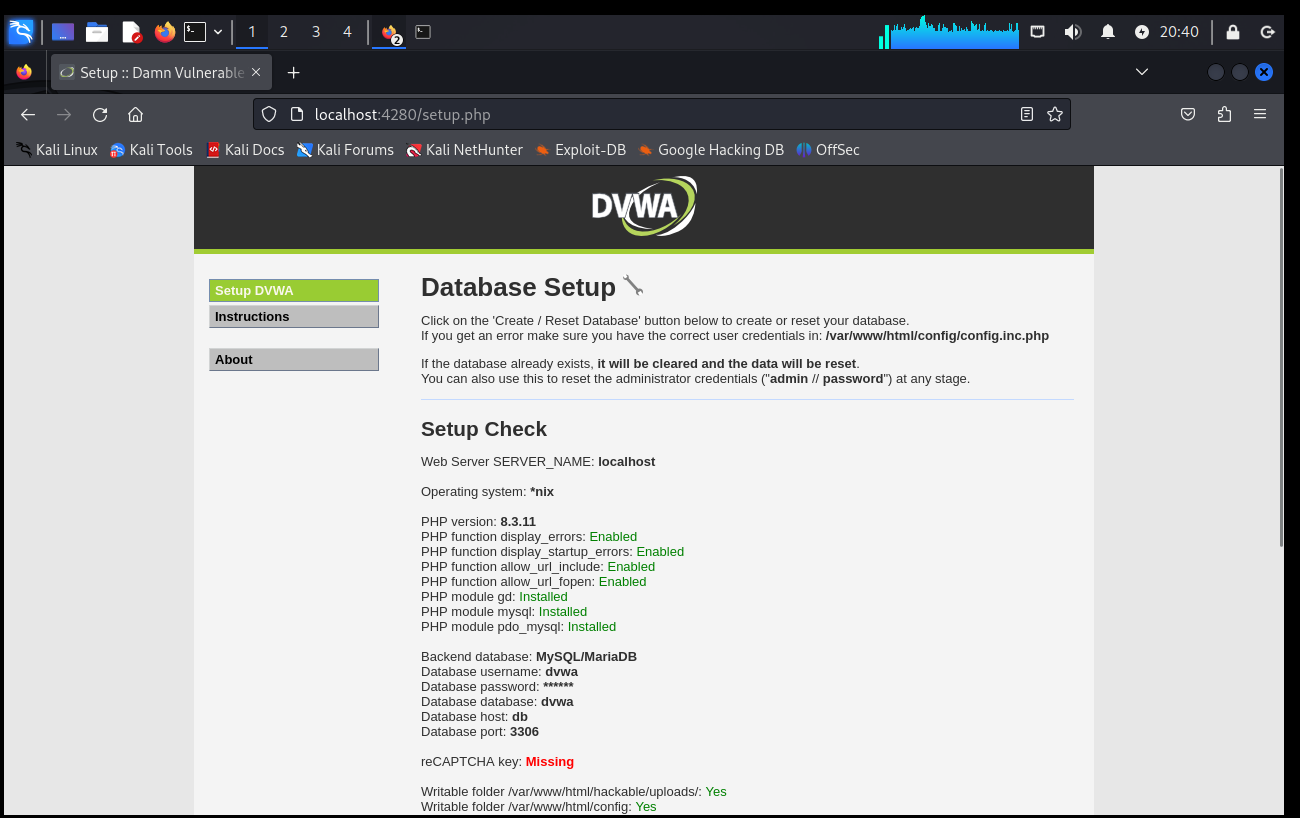 1 2 3 4 2 20:40
Setup :: Damn Vulnerable
localhost:4280/setup.php
Kali Linux Kali Tools Kali Docs Kali Forums Kali NetHunter Exploit-DB Google Hacking DB OffSec
DVWA
Setup DVWA
Instructions
About
Database Setup
Click on the 'Create / Reset Database' button below to create or reset your database.
If you get an error make sure you have the correct user credentials in: /var/www/html/config/config.inc.php
If the database already exists, it will be cleared and the data will be reset.
You can also use this to reset the administrator credentials ("admin // password") at any stage.
Setup Check
Web Server SERVER_NAME: localhost
Operating system: *nix
PHP version: 8.3.11
PHP function display_errors: Enabled
PHP function display_startup_errors: Enabled
PHP function allow_url_include: Enabled
PHP function allow_url_fopen: Enabled
PHP module gd: Installed
PHP module mysql: Installed
PHP module pdo_mysql: Installed
Backend database: MySQL/MariaDB
Database username: dvwa
Database password: ******
Database database: dvwa
Database host: db
Database port: 3306
reCAPTCHA key: Missing
Writable folder /var/www/html/hackable/uploads/: Yes
Writable folder /var/www/html/config: Yes